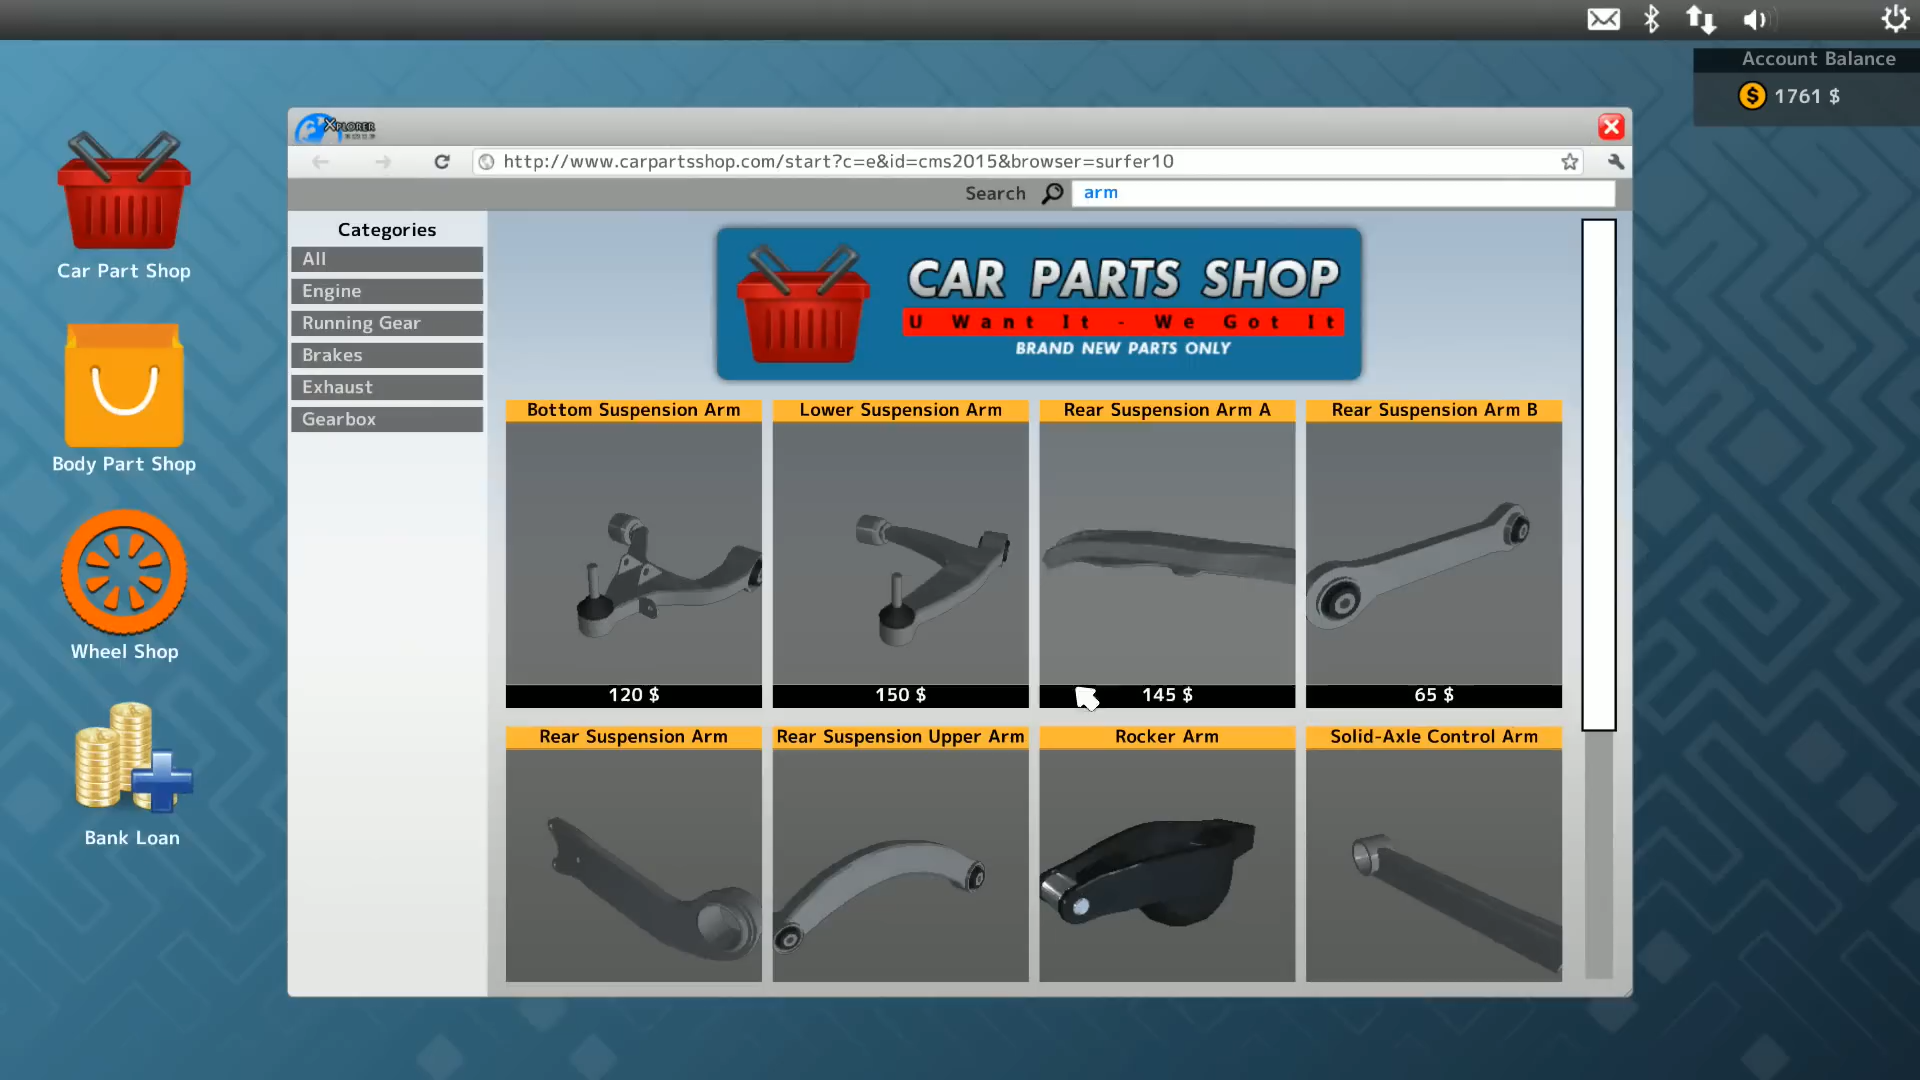 Account Balance
1761 $
XPLORER
http://www.carpartsshop.com/start?c=e&id=cms2015&browser=surfer10
Search
arm
Car Part Shop
Body Part Shop
Wheel Shop
Bank Loan
Categories
All
Engine
Running Gear
Brakes
Exhaust
Gearbox
CAR PARTS SHOP
U Want It - We Got It
BRAND NEW PARTS ONLY
Bottom Suspension Arm
Lower Suspension Arm
Rear Suspension Arm A
Rear Suspension Arm B
120 $
150 $
145 $
65 $
Rear Suspension Arm
Rear Suspension Upper Arm
Rocker Arm
Solid-Axle Control Arm